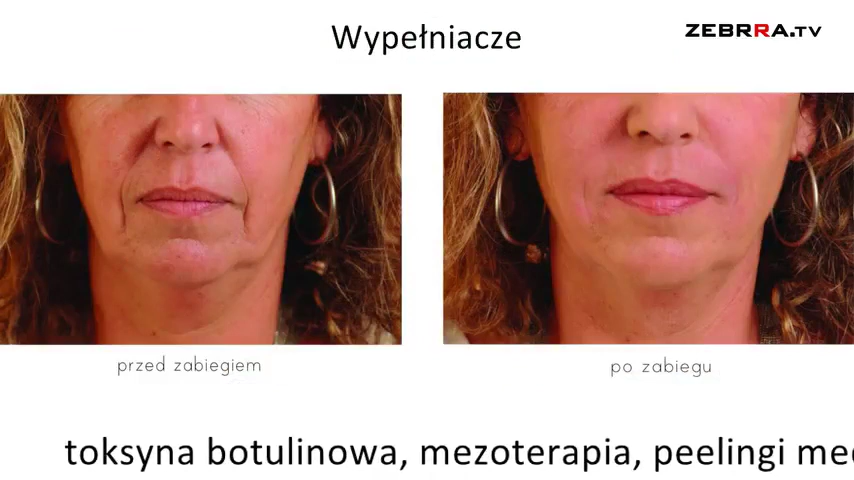 Wypełniacze
ZEBRRA.TV
przed zabiegiem
po zabiegu
toksyna botulinowa, mezoterapia, peelingi